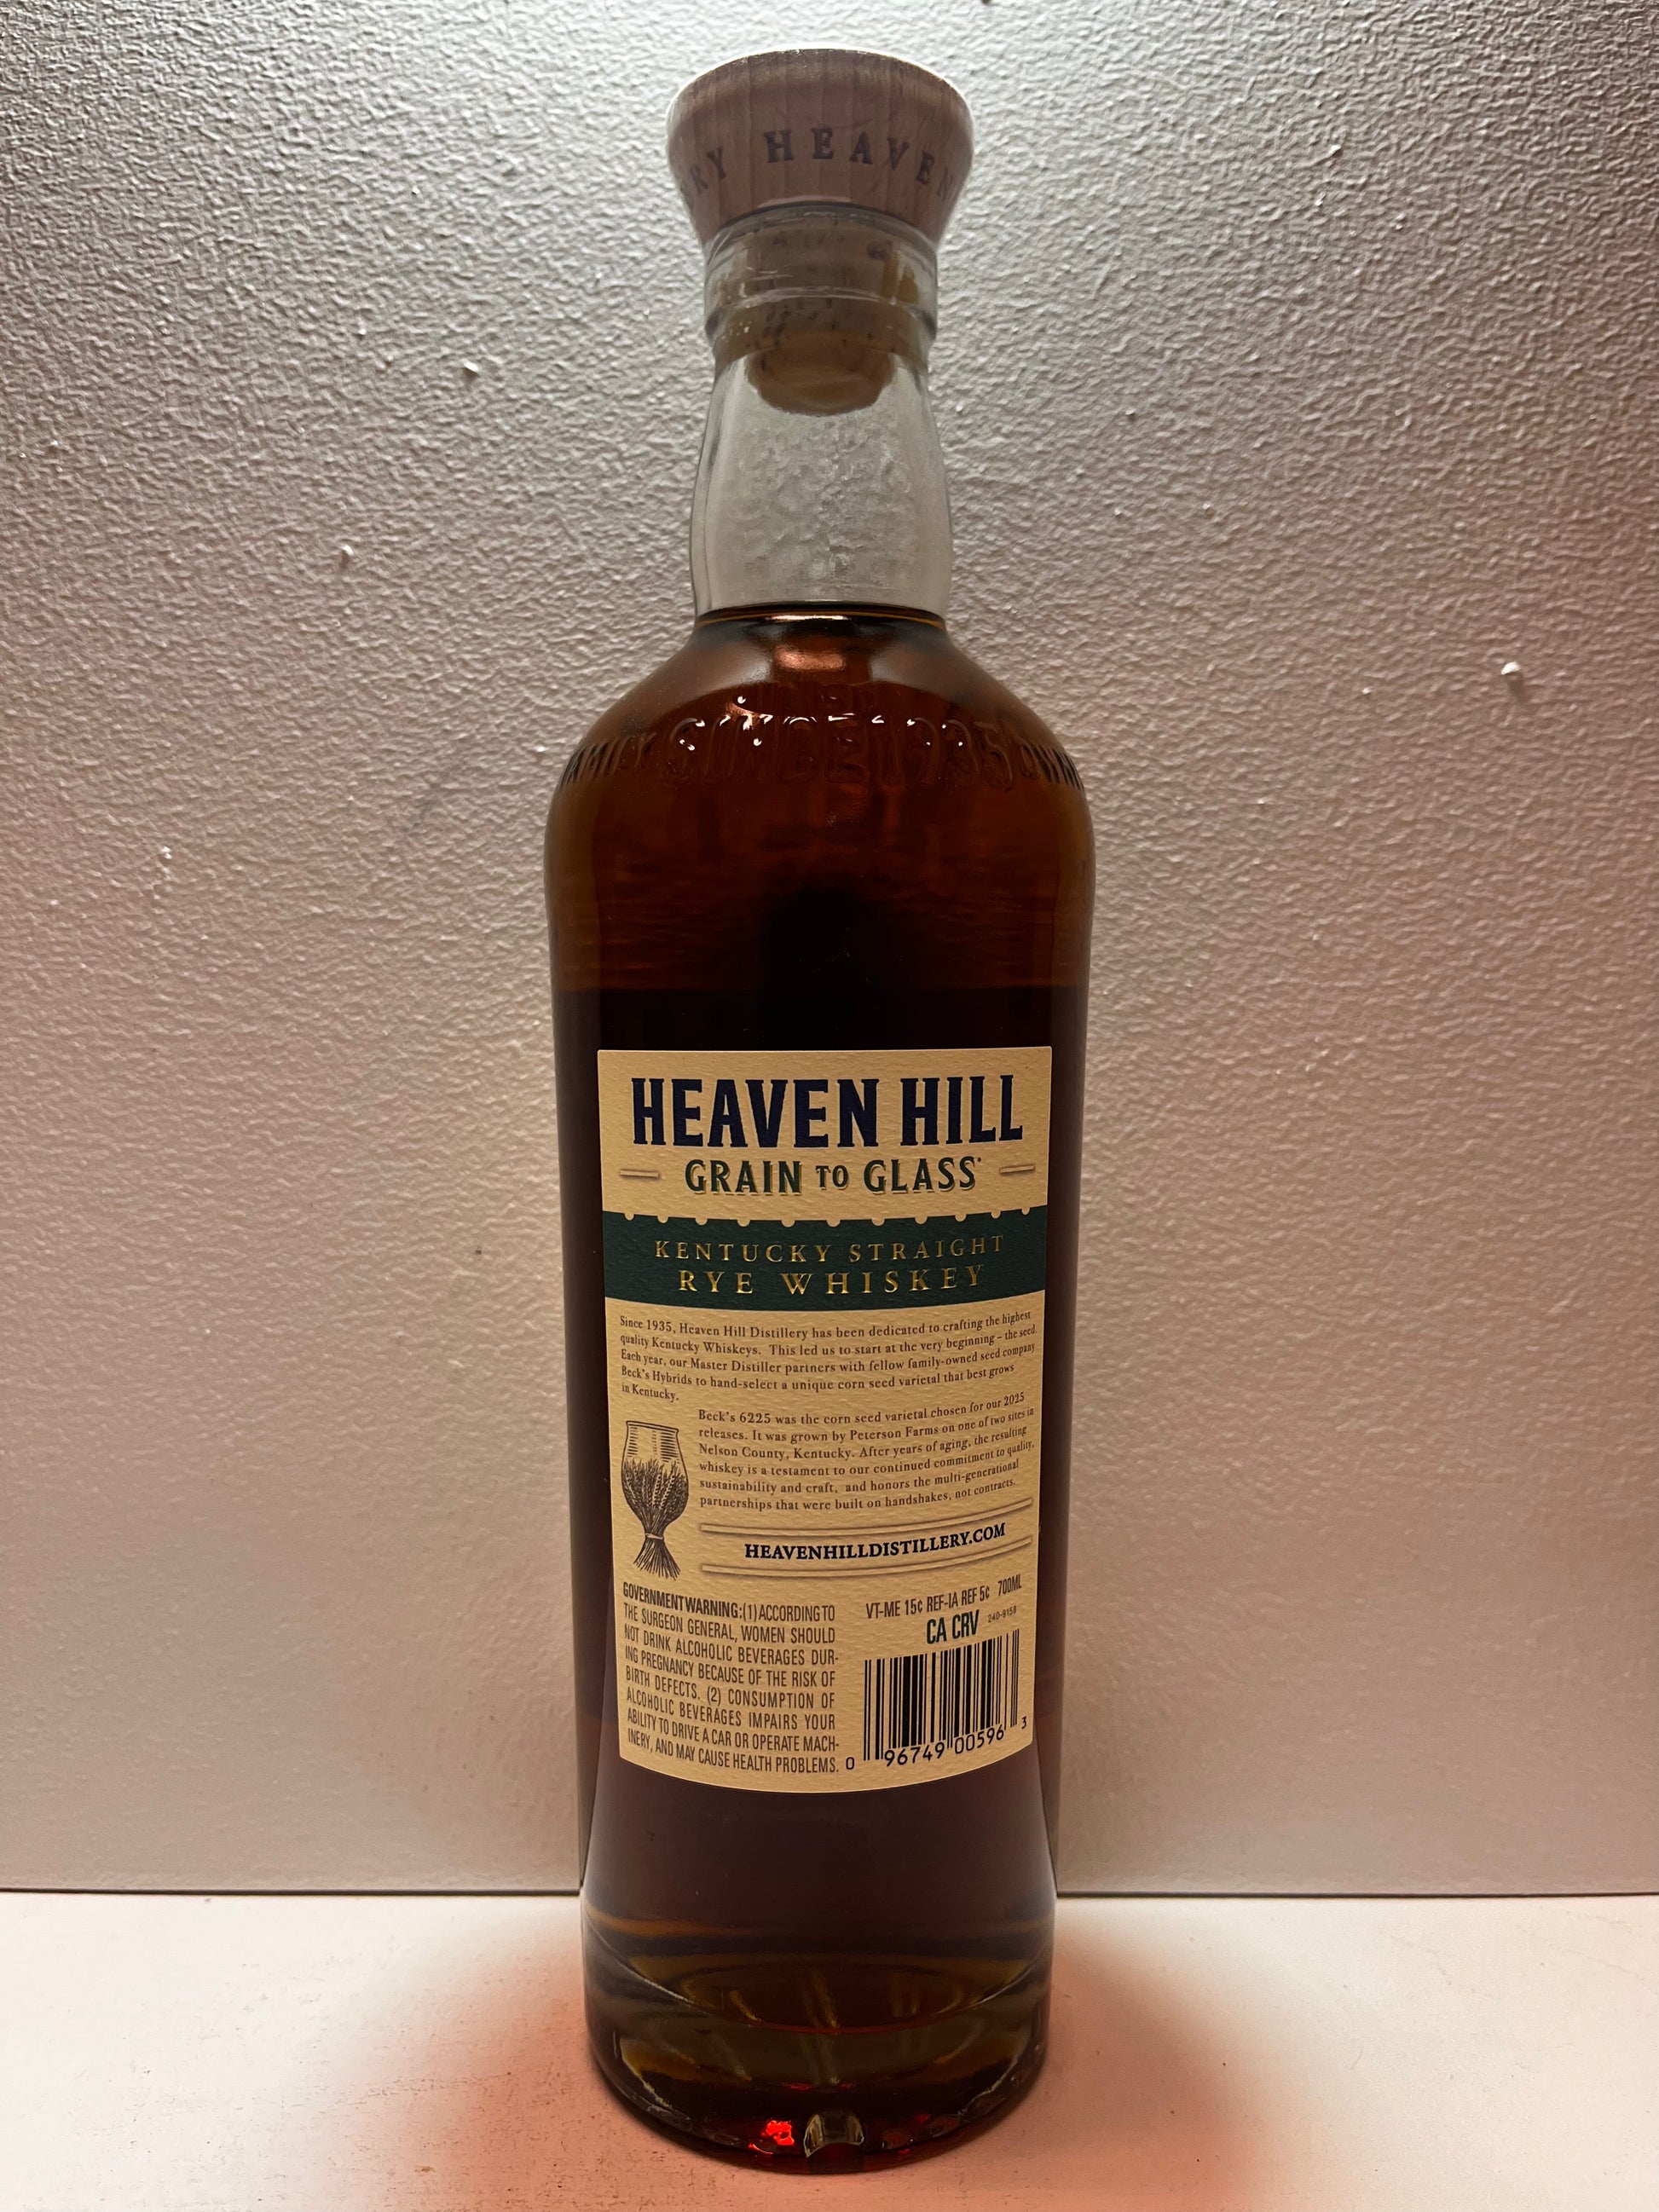 RY HEAVEN
SINCE 1935
HEAVEN HILL
GRAIN TO GLASS
KENTUCKY STRAIGHT
RYE WHISKEY
Since 1935, Heaven Hill Distillery has been dedicated to crafting the highest
quality Kentucky Whiskeys. This led us to start at the very beginning – the seed.
Each year, our Master Distiller partners with fellow family-owned seed company
Beck's Hybrids to hand-select a unique corn seed varietal that best grows
in Kentucky.
Beck's 6225 was the corn seed varietal chosen for our 2025
releases. It was grown by Peterson Farms on one of two sites in
Nelson County, Kentucky. After years of aging, the resulting
whiskey is a testament to our continued commitment to quality,
sustainability and craft, and honors the multi-generational
partnerships that were built on handshakes, not contracts.
HEAVENHILLDISTILLERY.COM
GOVERNMENT WARNING: (1) ACCORDING TO
THE SURGEON GENERAL, WOMEN SHOULD
NOT DRINK ALCOHOLIC BEVERAGES DUR-
ING PREGNANCY BECAUSE OF THE RISK OF
BIRTH DEFECTS. (2) CONSUMPTION OF
ALCOHOLIC BEVERAGES IMPAIRS YOUR
ABILITY TO DRIVE A CAR OR OPERATE MACH-
INERY, AND MAY CAUSE HEALTH PROBLEMS.
VT-ME 15¢ REF-IA REF 5¢ 700ML
CA CRV 240-9159
0 96749 00596 3